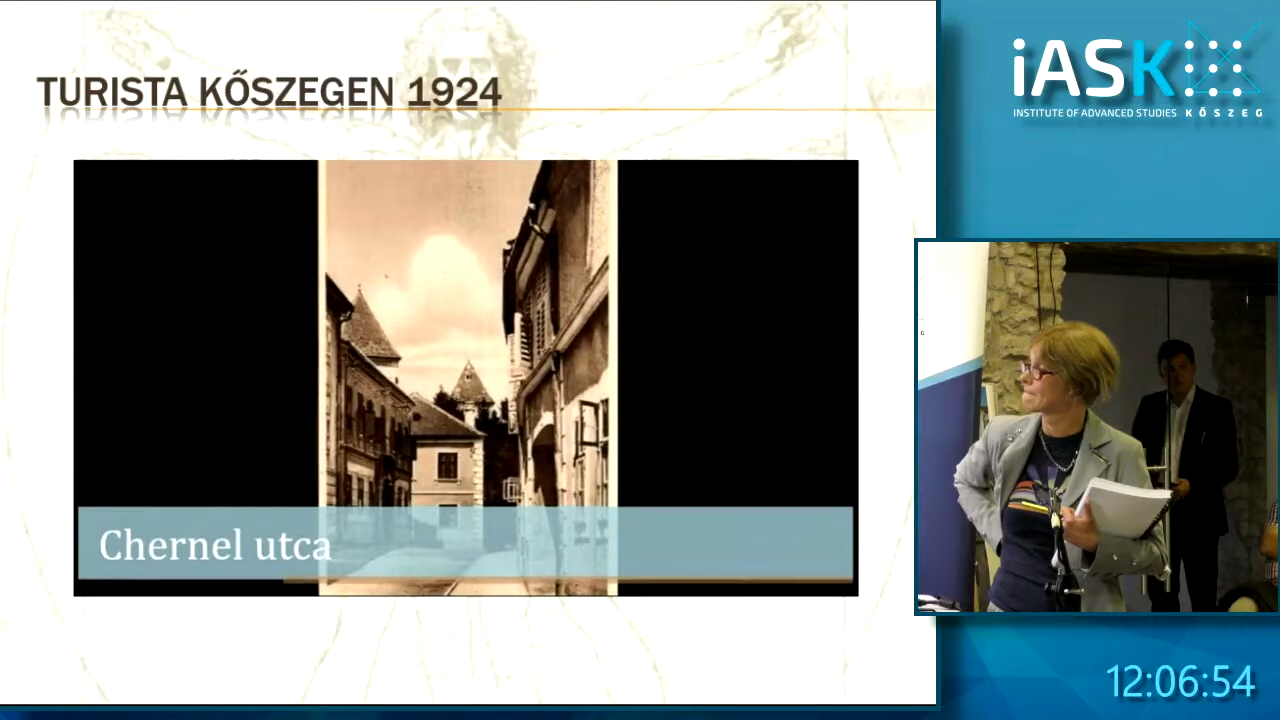 TURISTA KŐSZEGEN 1924
Chernel utca
iASK
INSTITUTE OF ADVANCED STUDIES KŐSZEG
12:06:54